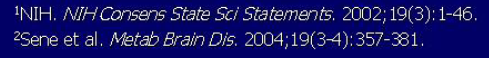 ¹NIH. NIH Consens State Sci Statements. 2002;19(3):1-46.
²Sene et al. Metab Brain Dis. 2004;19(3-4):357-381.